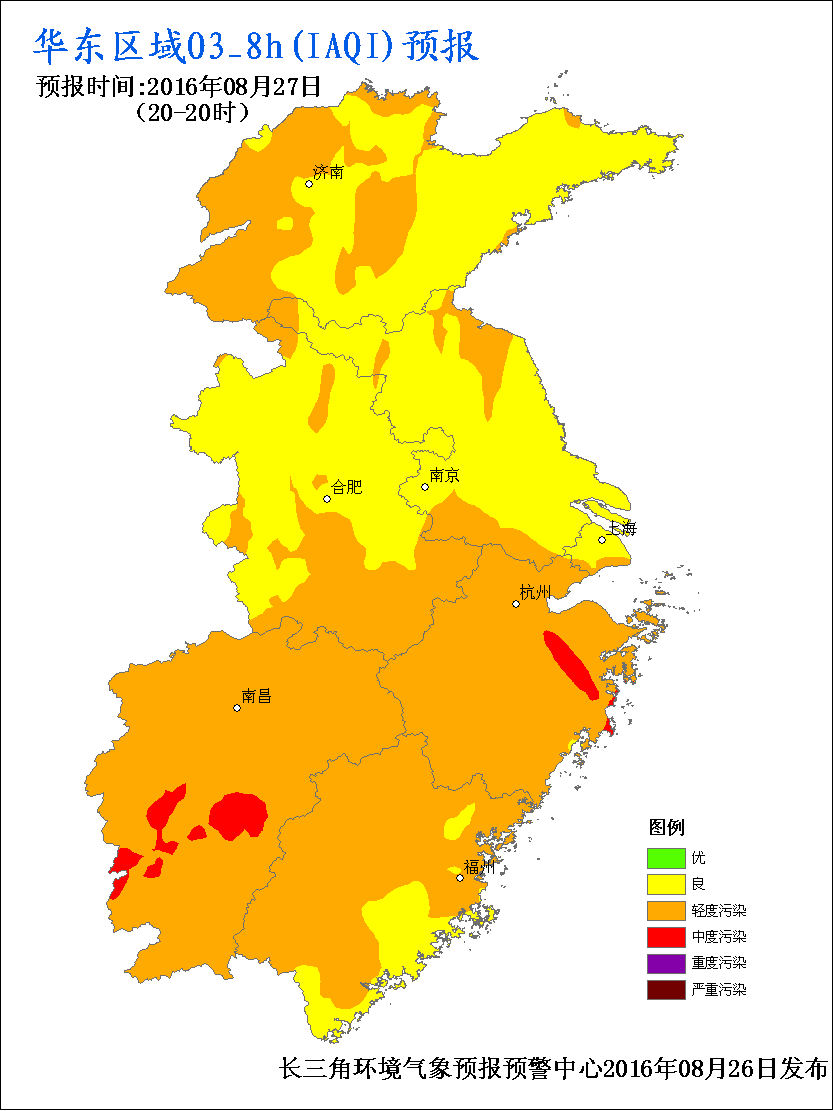 华东区域O3_8h(IAQI)预报
预报时间:2016年08月27日
(20-20时)
济南
南京
合肥
上海
杭州
南昌
福州
图例
优
良
轻度污染
中度污染
重度污染
严重污染
长三角环境气象预报预警中心2016年08月26日发布